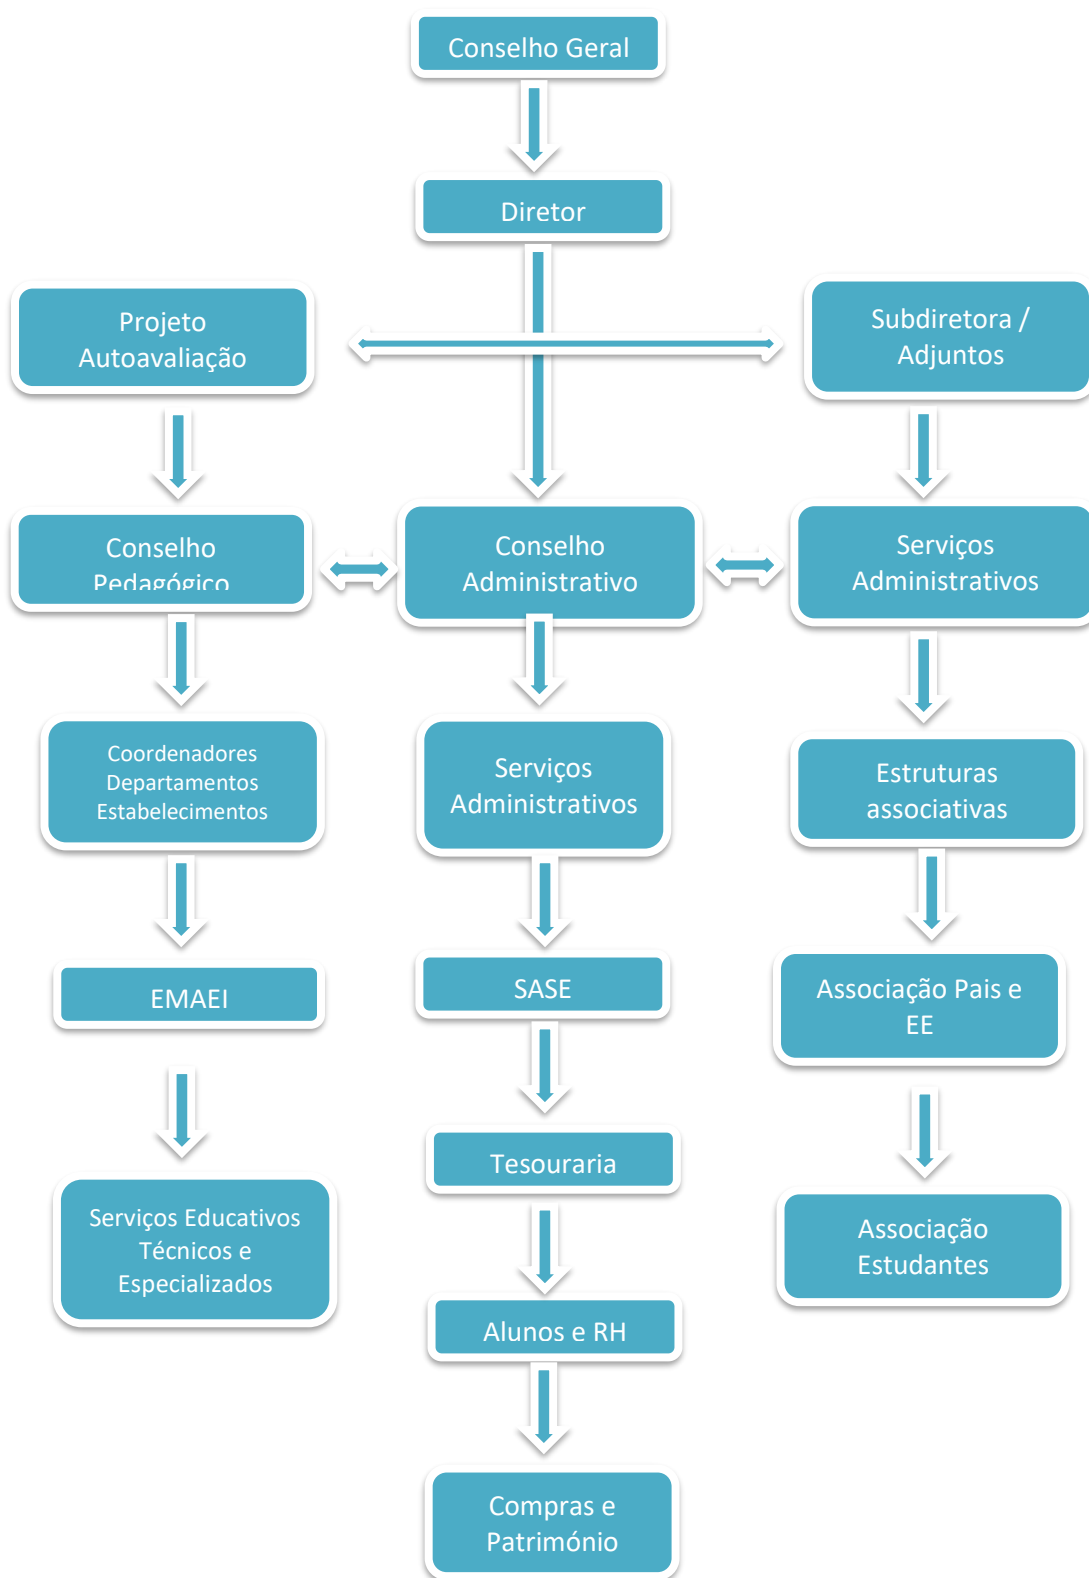 Conselho Geral
Diretor
Projeto
Autoavaliação
Subdiretora /
Adjuntos
Conselho
Pedagógico
Conselho
Administrativo
Serviços
Administrativos
Coordenadores
Departamentos
Estabelecimentos
Serviços
Administrativos
Estruturas
associativas
EMAEI
SASE
Associação Pais e
EE
Tesouraria
Serviços Educativos
Técnicos e
Especializados
Associação
Estudantes
Alunos e RH
Compras e
Património